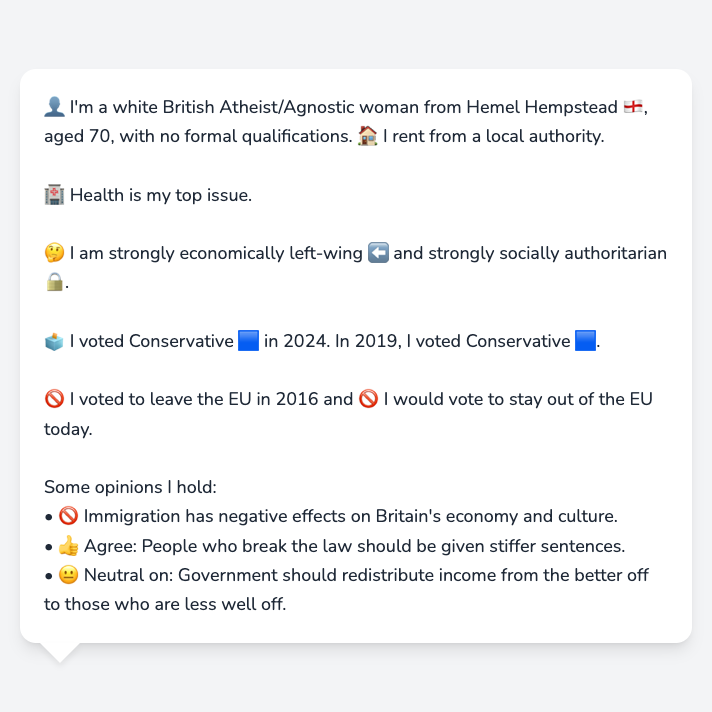 👤 I'm a white British Atheist/Agnostic woman from Hemel Hempstead 🏴󠁧󠁢󠁥󠁮󠁧󠁿,
aged 70, with no formal qualifications. 🏠 I rent from a local authority.
🏥 Health is my top issue.
🤔 I am strongly economically left-wing ⬅️ and strongly socially authoritarian
🔒.
🗳️ I voted Conservative 🟦 in 2024. In 2019, I voted Conservative 🟦.
🚫 I voted to leave the EU in 2016 and 🚫 I would vote to stay out of the EU
today.
Some opinions I hold:
• 🚫 Immigration has negative effects on Britain's economy and culture.
• 👍 Agree: People who break the law should be given stiffer sentences.
• 😐 Neutral on: Government should redistribute income from the better off
to those who are less well off.